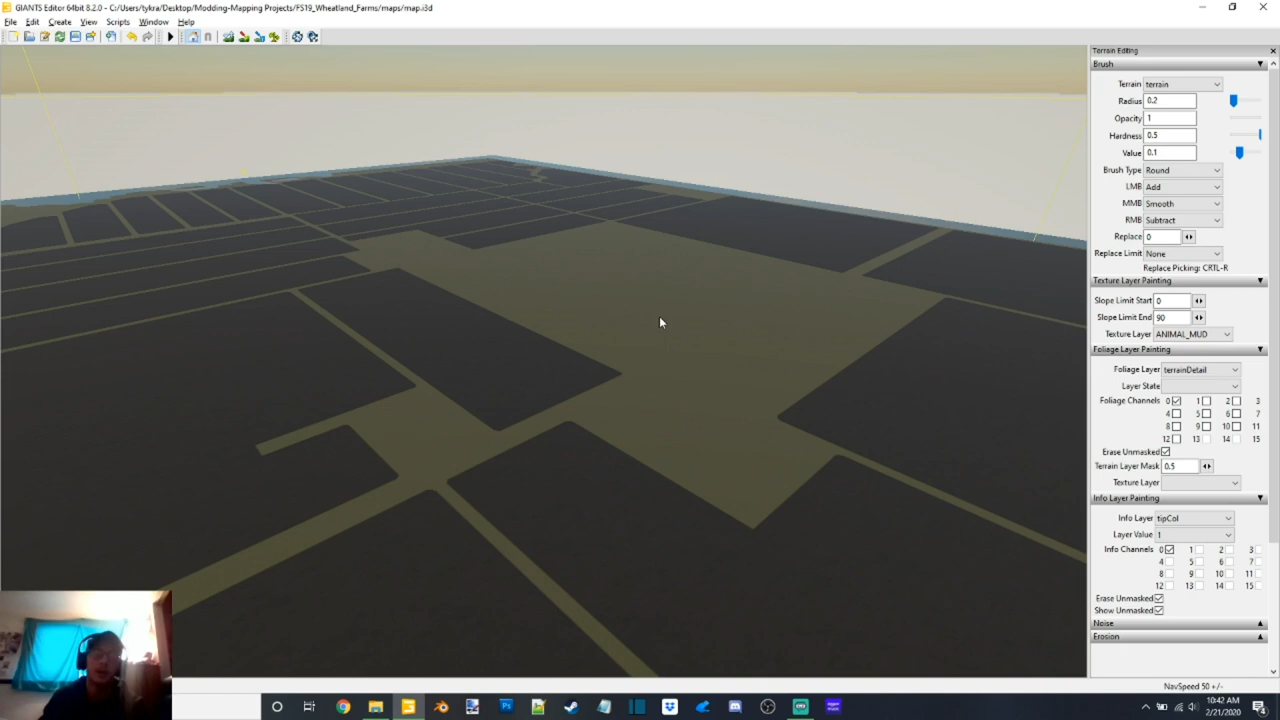 GIANTS Editor 64bit 8.2.0 - C:/Users/tykra/Desktop/Modding-Mapping Projects/FS19_Wheatland_Farms/maps/map.i3d
File Edit Create View Scripts Window Help
Terrain Editing
Brush
Terrain terrain
Radius 0.2
Opacity 1
Hardness 0.5
Value 0.1
Brush Type Round
LMB Add
MMB Smooth
RMB Subtract
Replace 0
Replace Limit None
Replace Picking: CRTL-R
Texture Layer Painting
Slope Limit Start 0
Slope Limit End 90
Texture Layer ANIMAL_MUD
Foliage Layer Painting
Foliage Layer terrainDetail
Layer State
Foliage Channels 0 1 2 3
4 5 6 7
8 9 10 11
12 13 14 15
Erase Unmasked
Terrain Layer Mask 0.5
Texture Layer
Info Layer Painting
Info Layer tipCol
Layer Value 1
Info Channels 0 1 2 3
4 5 6 7
8 9 10 11
12 13 14 15
Erase Unmasked
Show Unmasked
Noise
Erosion
NavSpeed 50 +/-
10:42 AM
2/21/2020